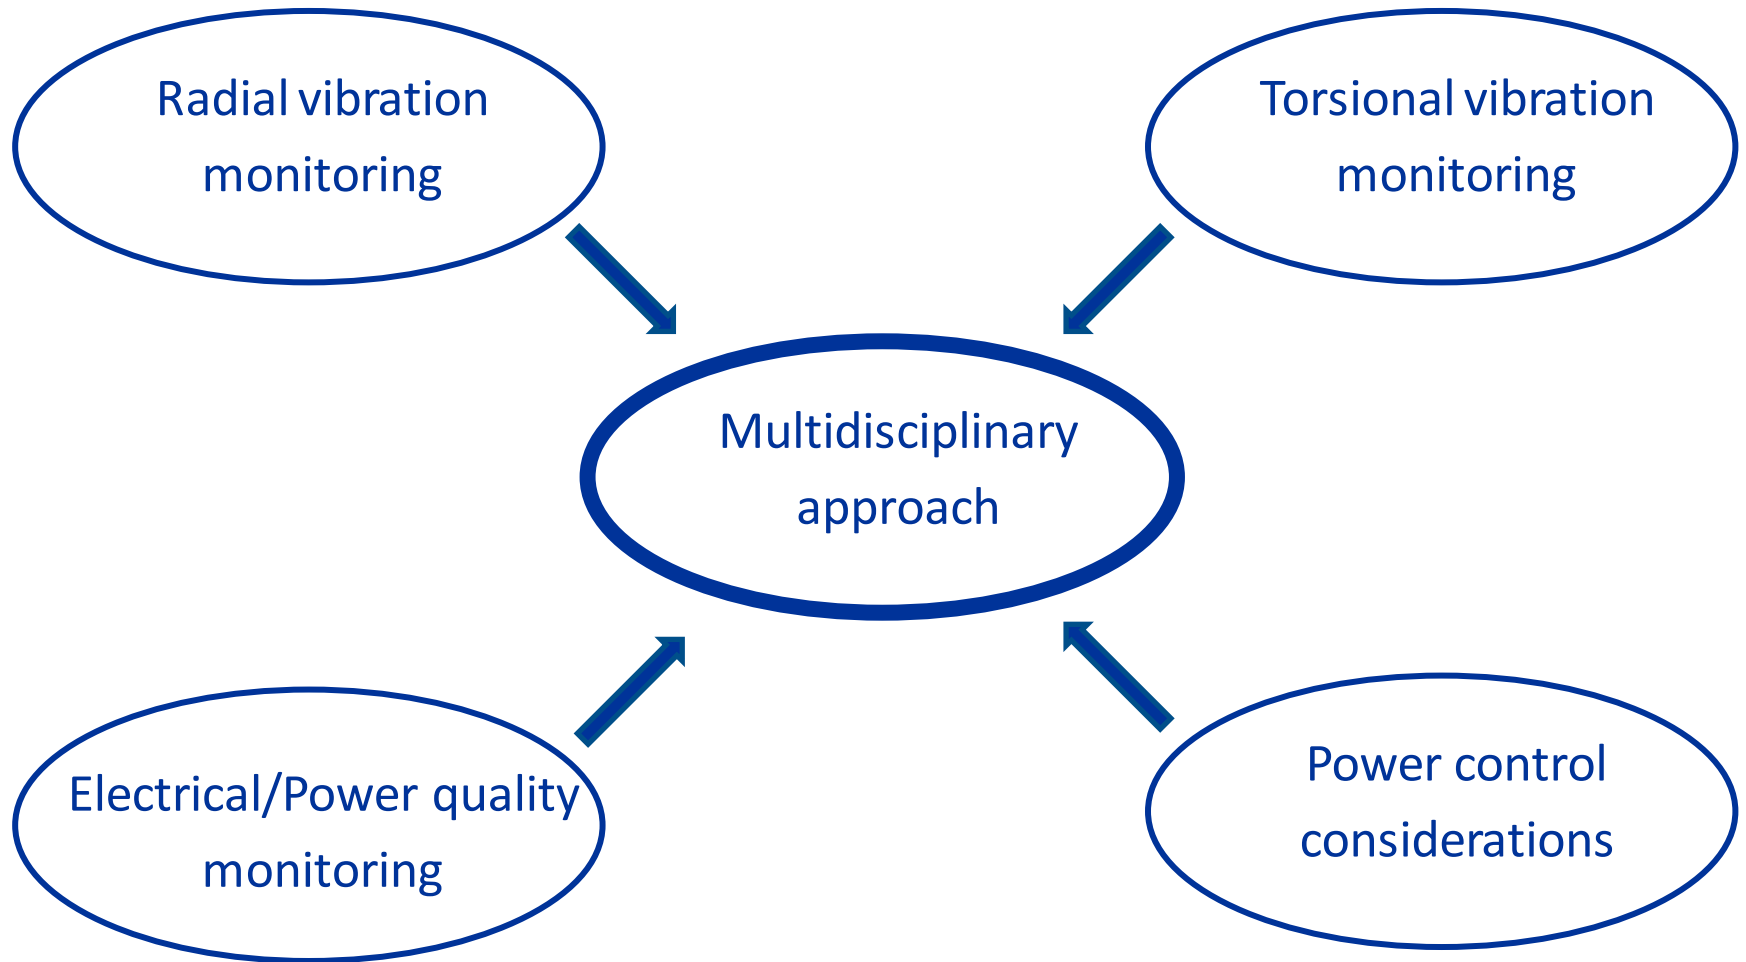 Radial vibration
monitoring
Torsional vibration
monitoring
Multidisciplinary
approach
Electrical/Power quality
monitoring
Power control
considerations